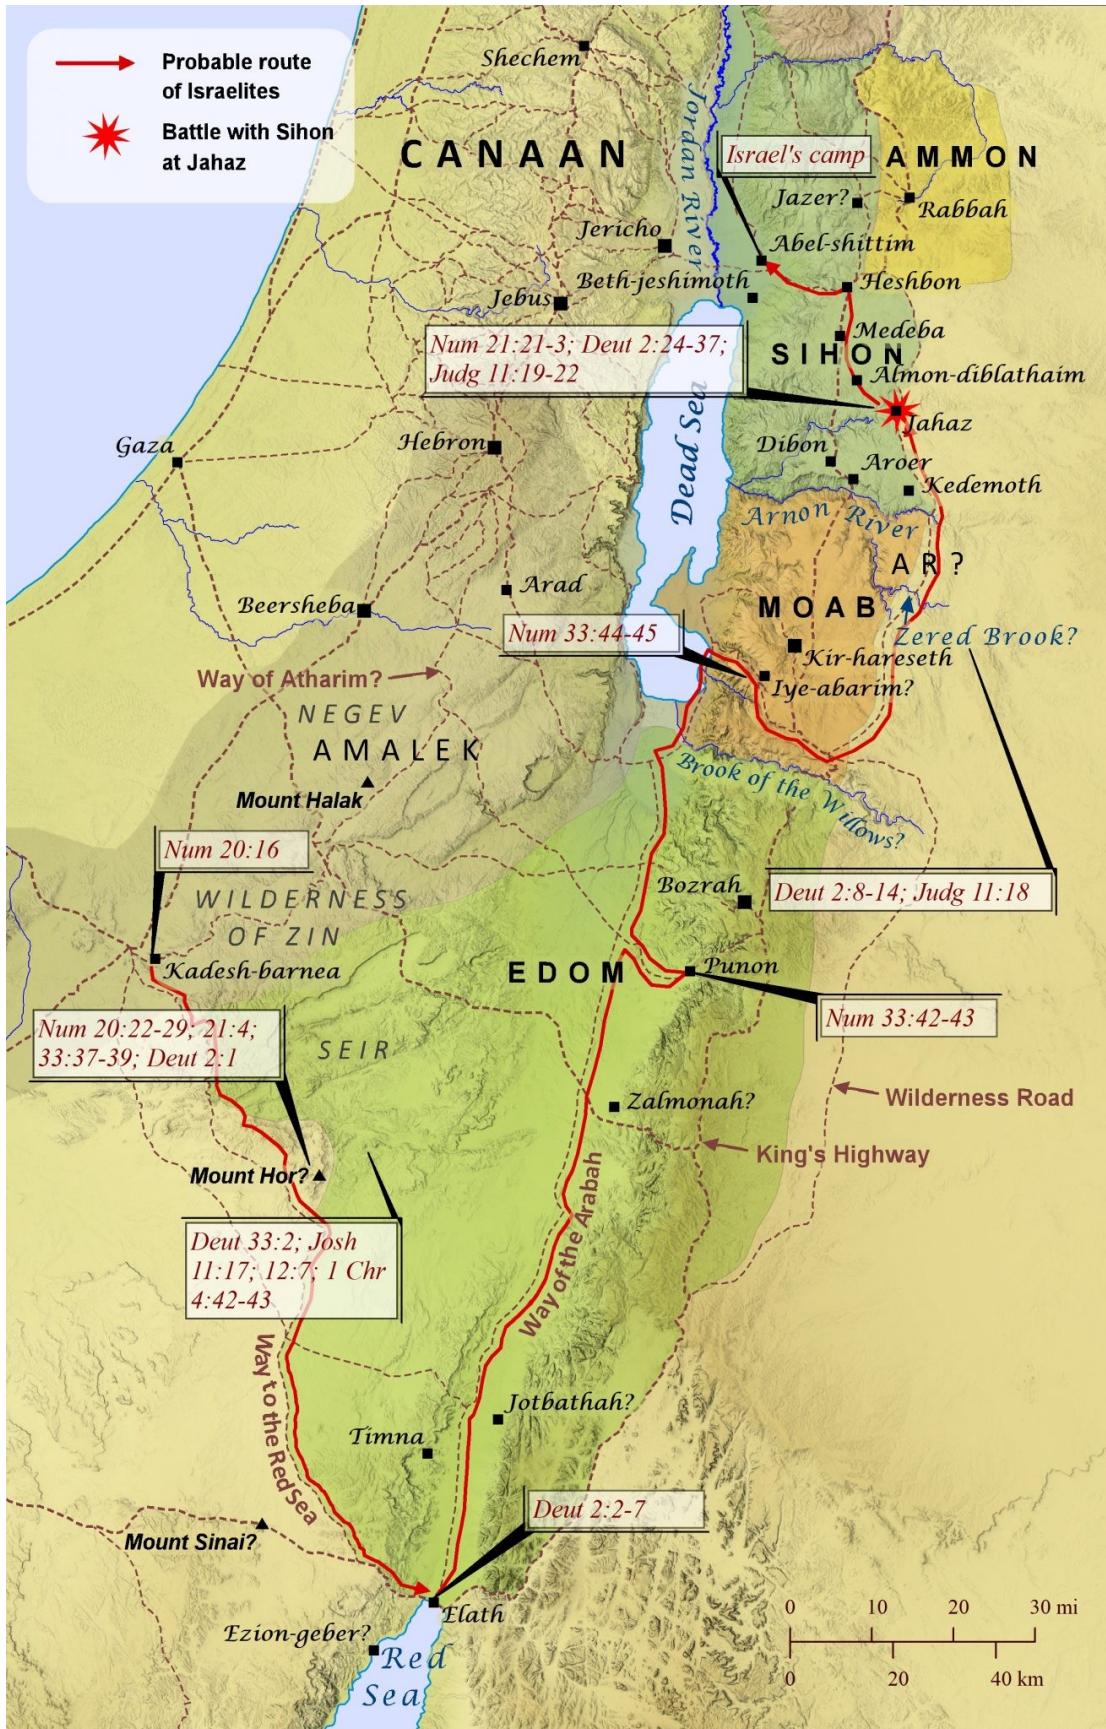 Probable route
of Israelites
Battle with Sihon
at Jahaz
Shechem
CANAAN
Jordan River
Israel's camp
AMMON
Jazer?
Rabbah
Jericho
Abel-shittim
Beth-jeshimoth
Heshbon
Jebus
Num 21:21-3; Deut 2:24-37;
Judg 11:19-22
Medeba
SIHON
Almon-diblathaim
Jahaz
Gaza
Hebron
Dead Sea
Dibon
Aroer
Kedemoth
Arnon River
AR?
Arad
Beersheba
MOAB
Zered Brook?
Num 33:44-45
Kir-hareseth
Iye-abarim?
Way of Atharim?
NEGEV
AMALEK
Mount Halak
Brook of the Willows?
Num 20:16
WILDERNESS
OF ZIN
Bozrah
Deut 2:8-14; Judg 11:18
Kadesh-barnea
EDOM
Punon
Num 20:22-29; 21:4;
33:37-39; Deut 2:1
Num 33:42-43
SEIR
Zalmonah?
Wilderness Road
King's Highway
Mount Hor?
Deut 33:2; Josh
11:17; 12:7; 1 Chr
4:42-43
Way of the Arabah
Way to the Red Sea
Jotbathah?
Timna
Deut 2:2-7
Mount Sinai?
Elath
Ezion-geber?
Red
Sea
0 10 20 30 mi
0 20 40 km